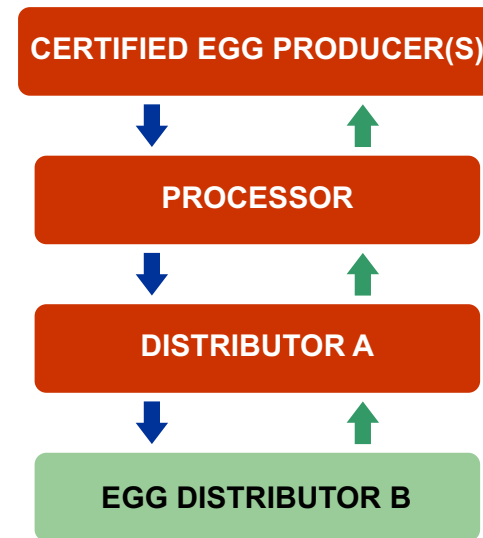 CERTIFIED EGG PRODUCER(S)
PROCESSOR
DISTRIBUTOR A
EGG DISTRIBUTOR B